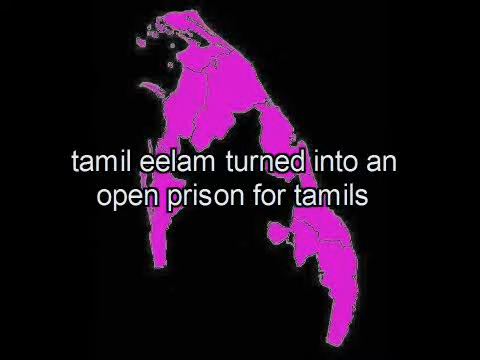 tamil eelam turned into an
open prison for tamils